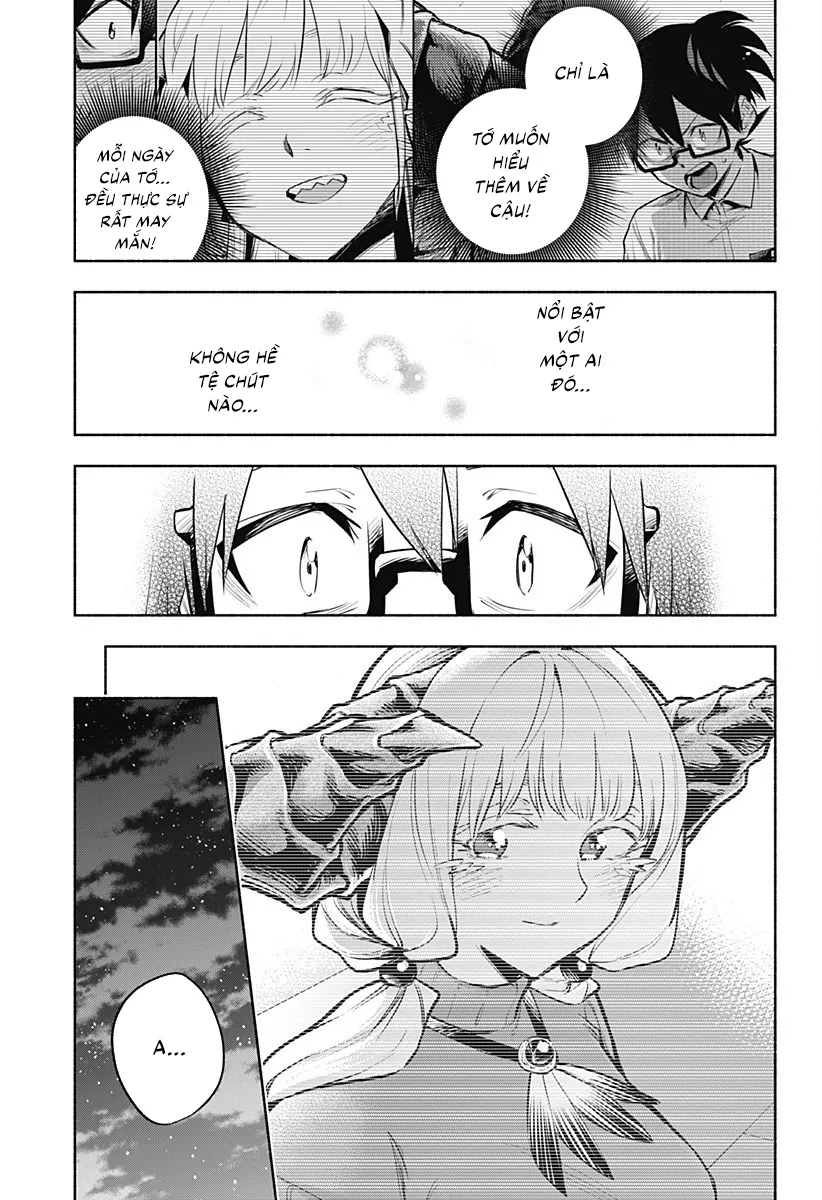 CHỈ LÀ
TỚ MUỐN
HIỂU
THÊM VỀ
CẬU!
MỖI NGÀY
CỦA TỚ...
ĐỀU THỰC SỰ
RẤT MAY
MẮN!
NỔI BẬT
VỚI
MỘT AI
ĐÓ...
KHÔNG HỀ
TỆ CHÚT
NÀO...
A...